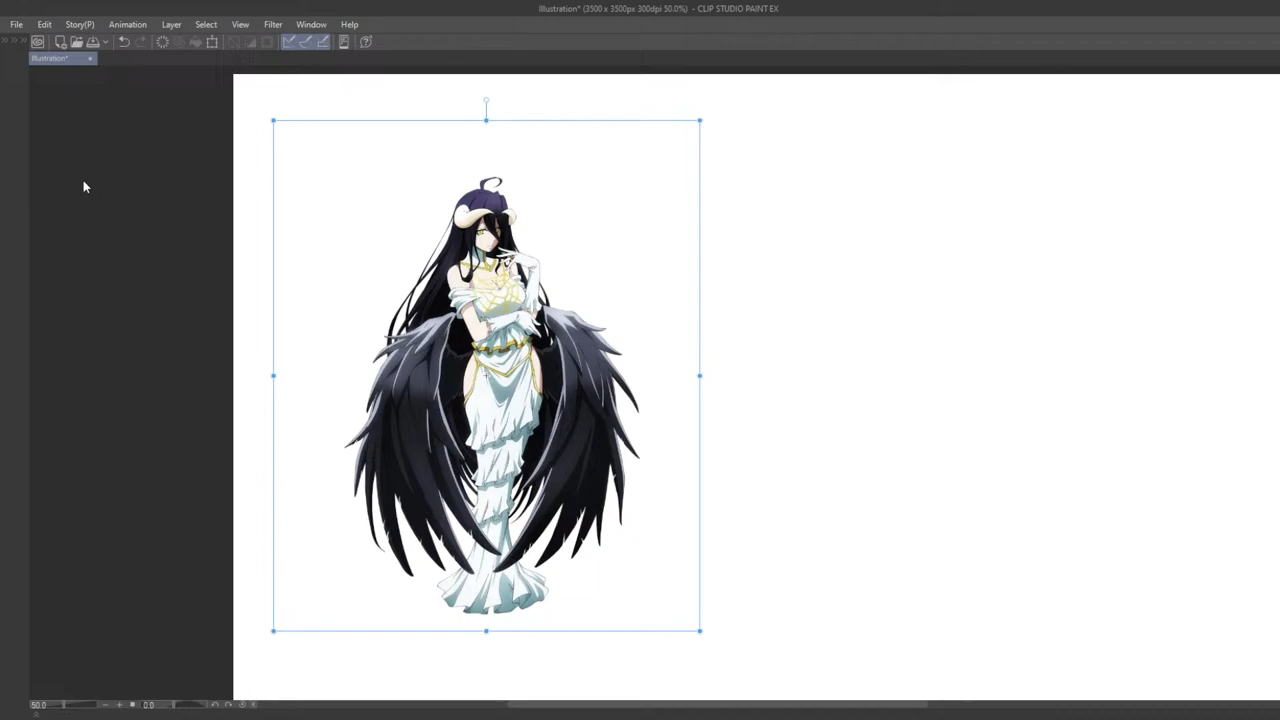 Illustration* (3500 x 3500px 300dpi 50.0%) - CLIP STUDIO PAINT EX
File Edit Story(P) Animation Layer Select View Filter Window Help
Illustration*
50.0 0.0